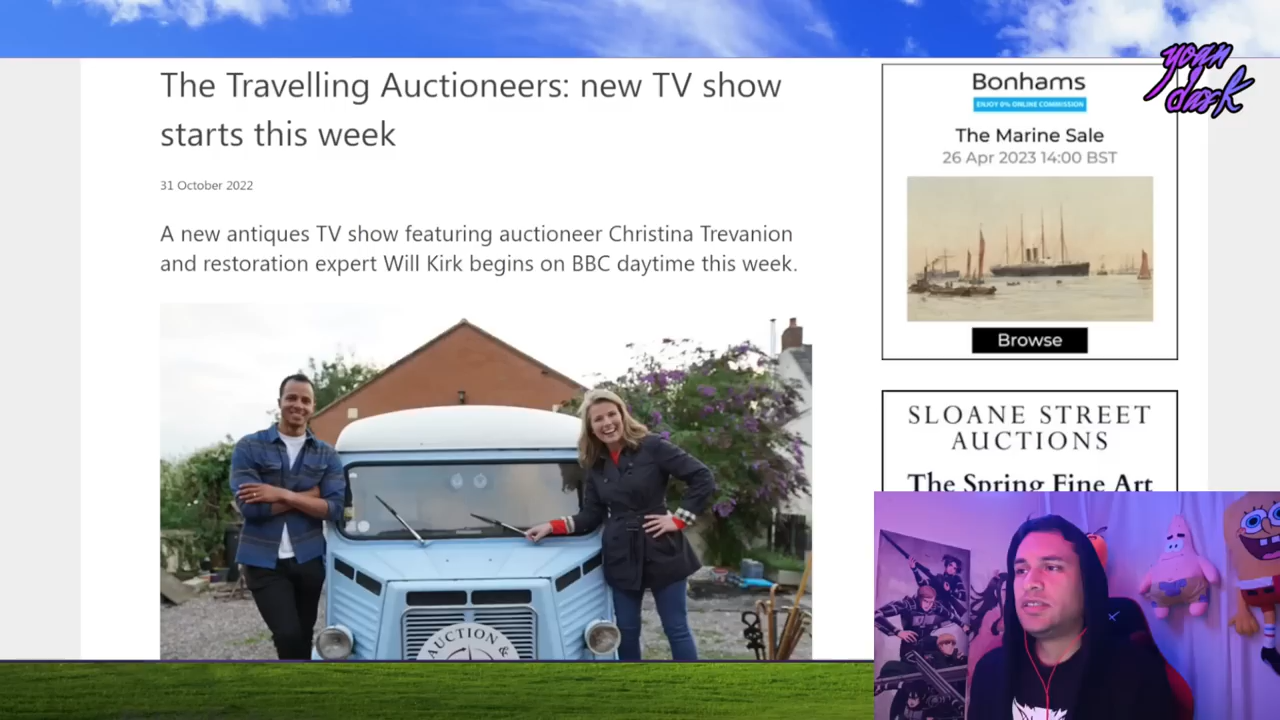 The Travelling Auctioneers: new TV show
starts this week
31 October 2022
A new antiques TV show featuring auctioneer Christina Trevanion
and restoration expert Will Kirk begins on BBC daytime this week.
AUCTION &
Bonhams
ENJOY 0% ONLINE COMMISSION
The Marine Sale
26 Apr 2023 14:00 BST
Browse
SLOANE STREET
AUCTIONS
The Spring Fine Art
yoan
dask